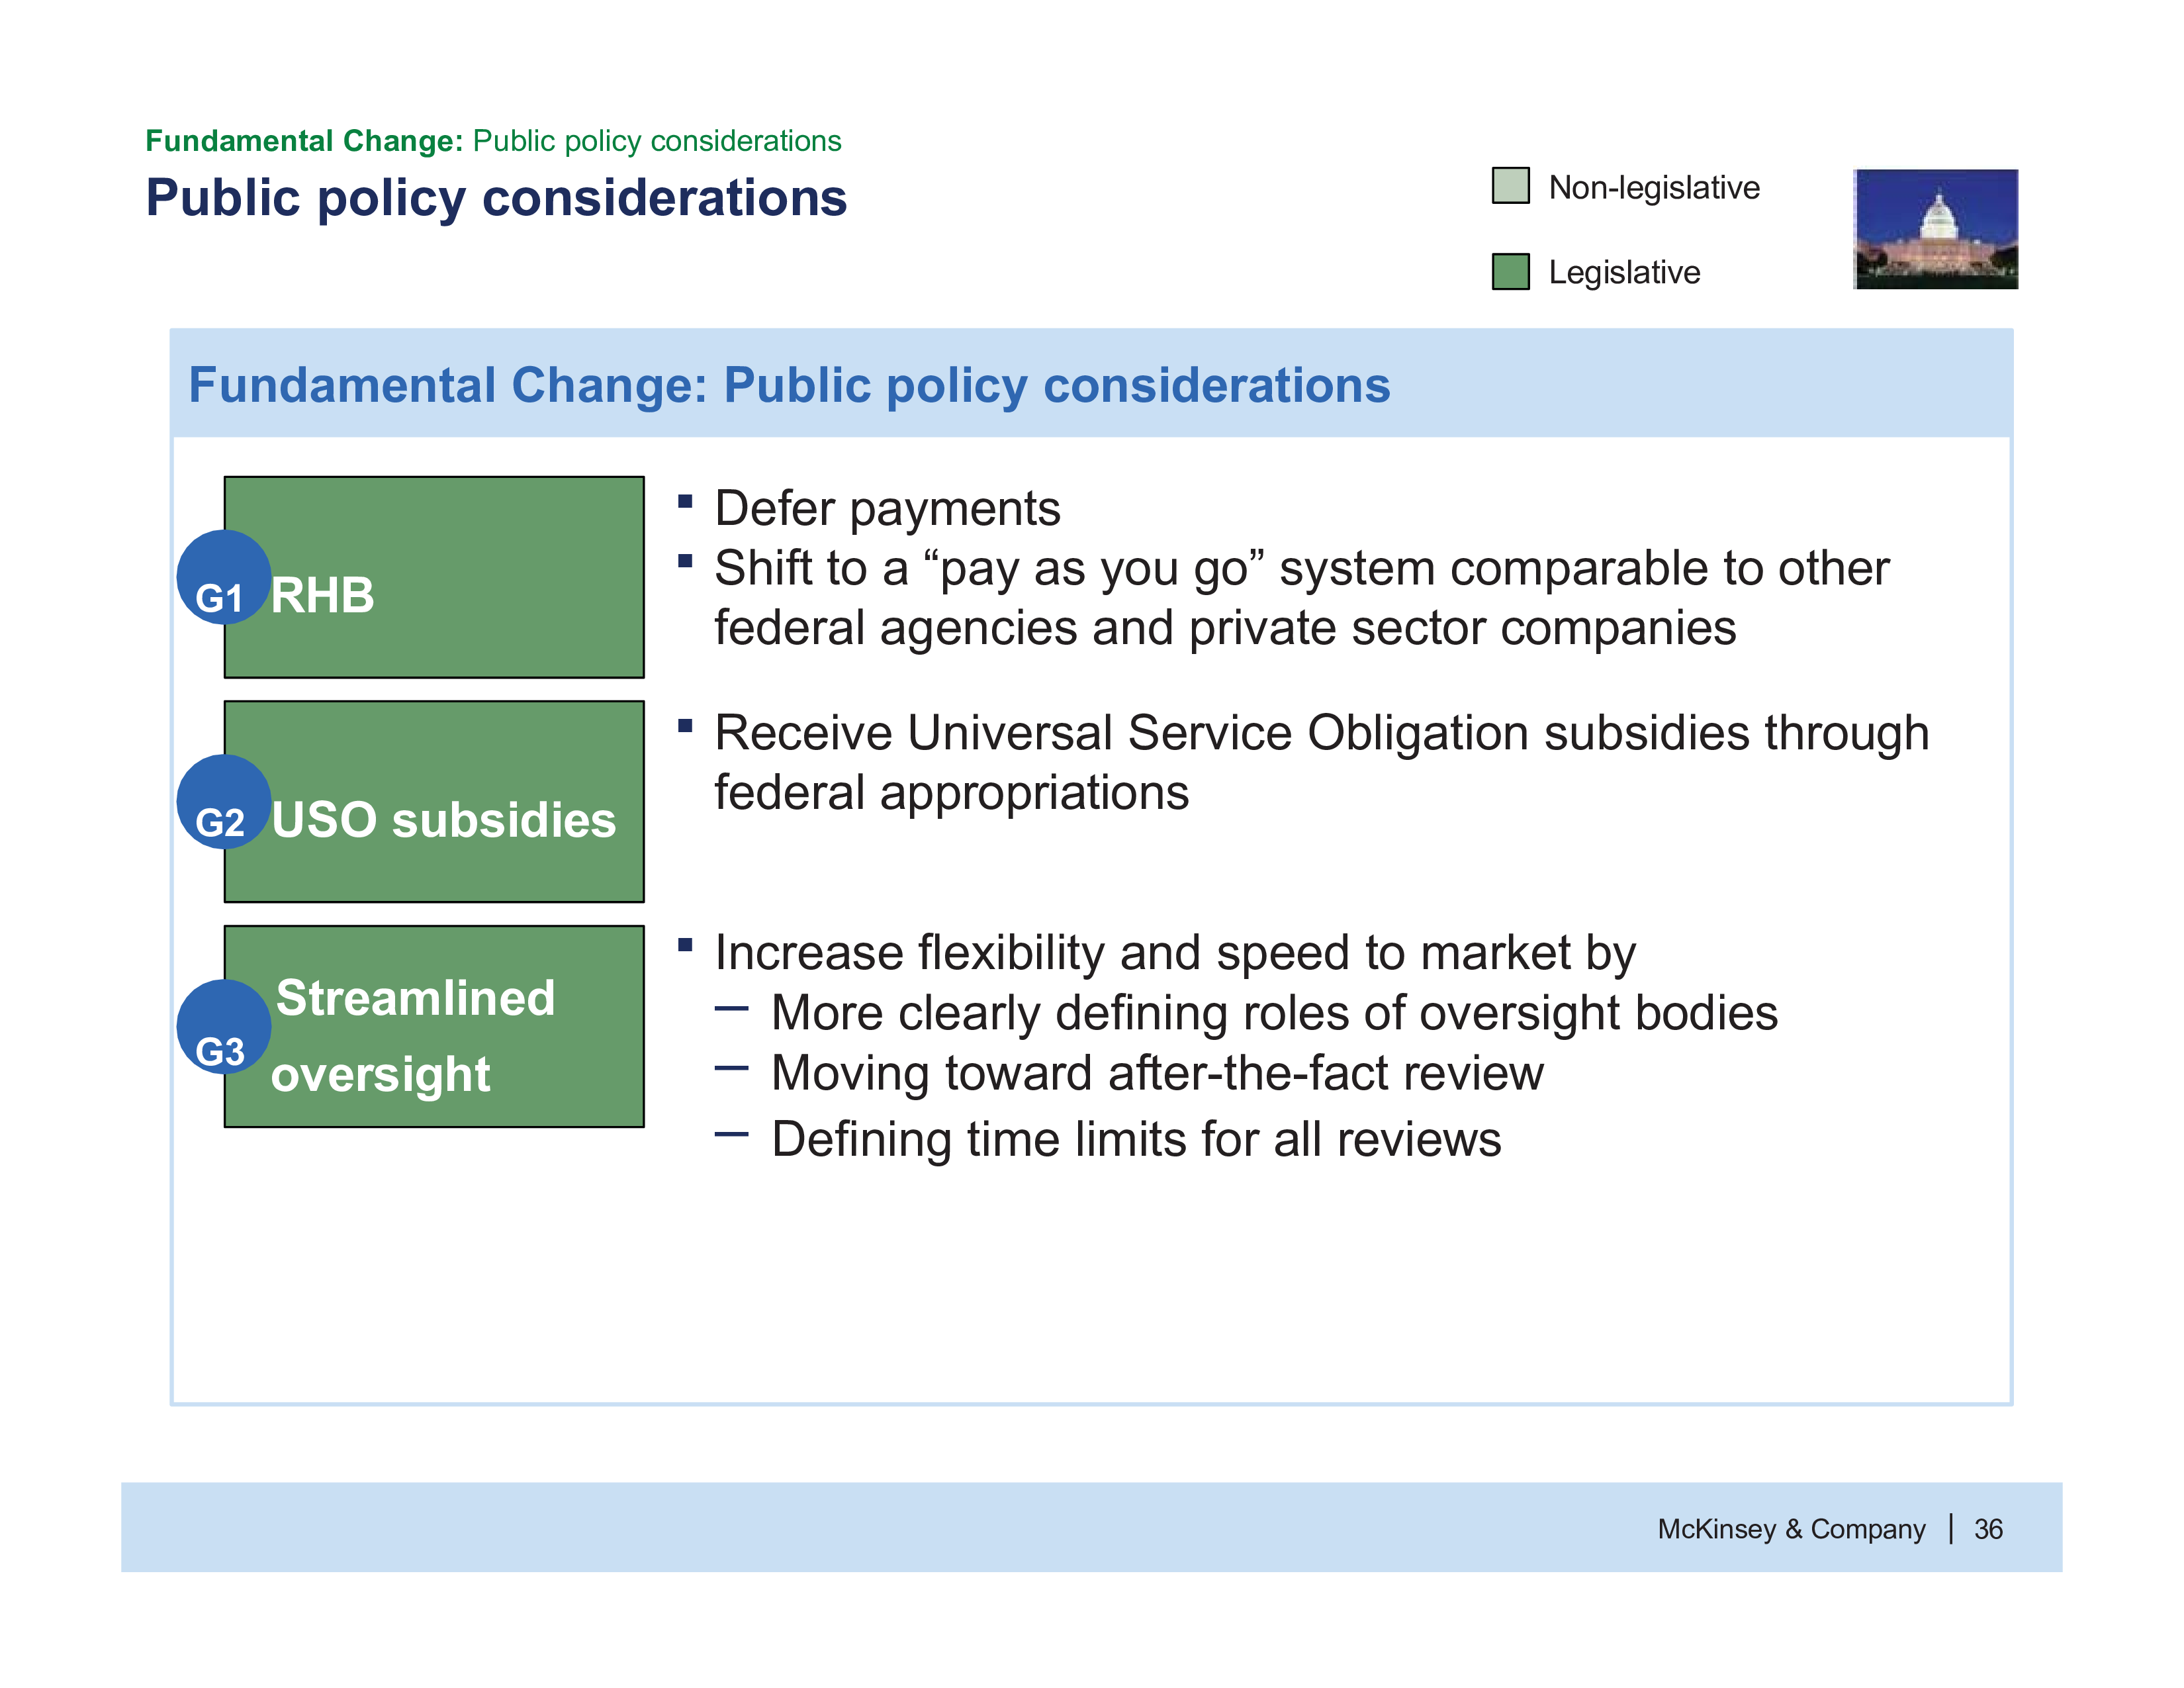 Fundamental Change: Public policy considerations
Public policy considerations
Non-legislative
Legislative
Fundamental Change: Public policy considerations
G1 RHB
▪ Defer payments
▪ Shift to a “pay as you go” system comparable to other
federal agencies and private sector companies
G2 USO subsidies
▪ Receive Universal Service Obligation subsidies through
federal appropriations
G3 Streamlined
oversight
▪ Increase flexibility and speed to market by
– More clearly defining roles of oversight bodies
– Moving toward after-the-fact review
– Defining time limits for all reviews
McKinsey & Company | 36